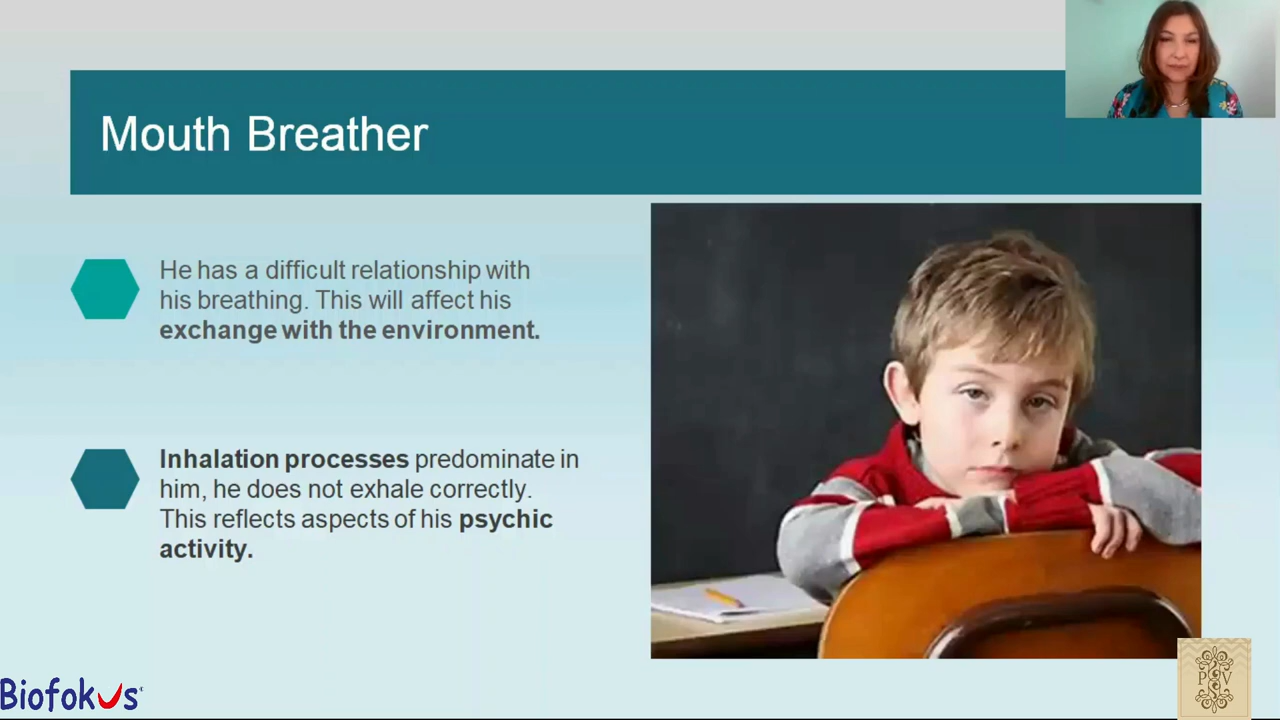 Mouth Breather
He has a difficult relationship with
his breathing. This will affect his
exchange with the environment.
Inhalation processes predominate in
him, he does not exhale correctly.
This reflects aspects of his psychic
activity.
Biofokus
P V